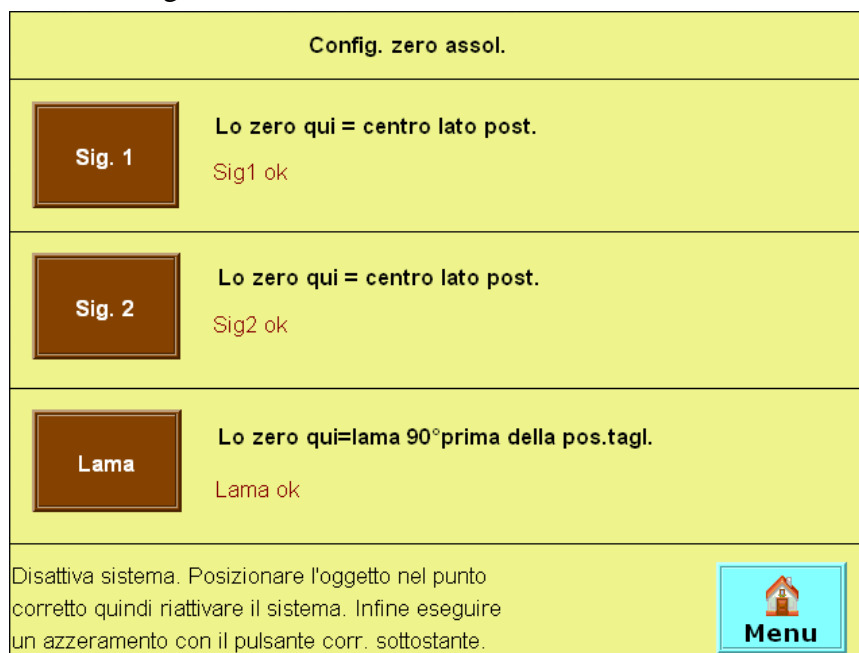 Config. zero assol.
Sig. 1
Lo zero qui = centro lato post.
Sig1 ok
Sig. 2
Lo zero qui = centro lato post.
Sig2 ok
Lama
Lo zero qui=lama 90°prima della pos.tagl.
Lama ok
Disattiva sistema. Posizionare l'oggetto nel punto
corretto quindi riattivare il sistema. Infine eseguire
un azzeramento con il pulsante corr. sottostante.
Menu